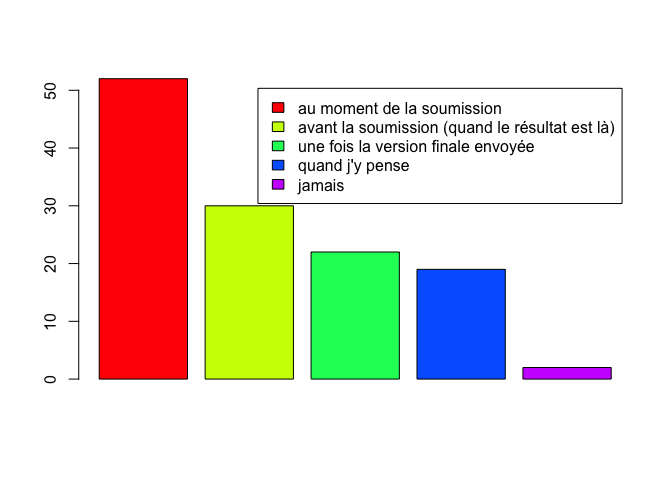 50
40
30
20
10
0
au moment de la soumission
avant la soumission (quand le résultat est là)
une fois la version finale envoyée
quand j'y pense
jamais